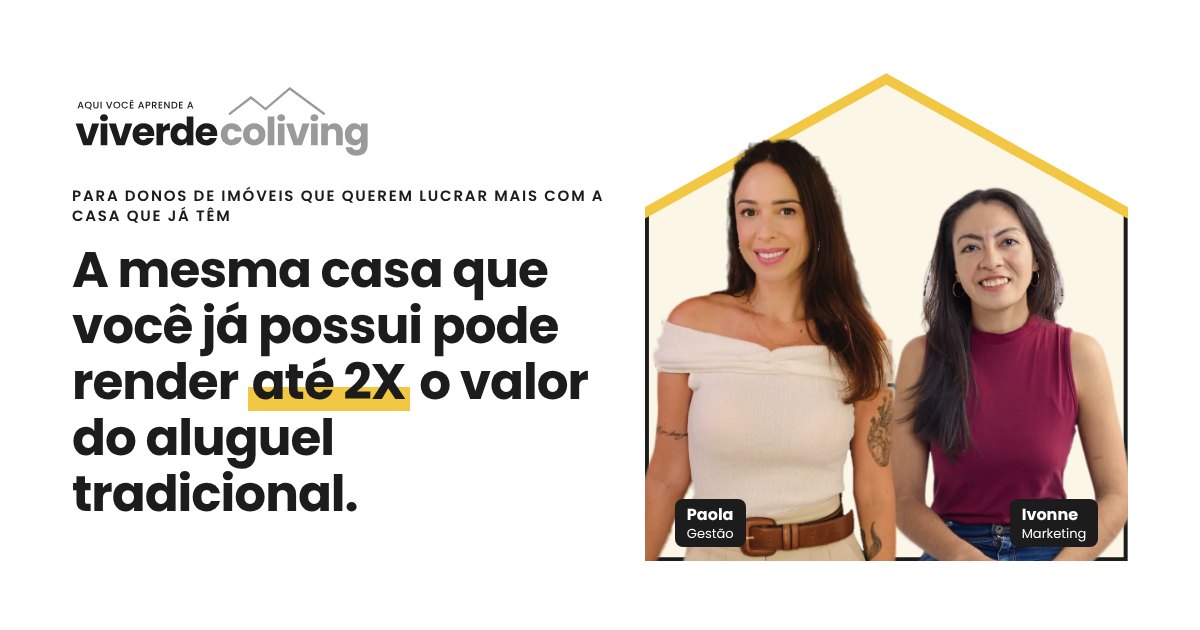 AQUI VOCÊ APRENDE A
viverdecoliving
PARA DONOS DE IMÓVEIS QUE QUEREM LUCRAR MAIS COM A
CASA QUE JÁ TÊM
A mesma casa que
você já possui pode
render até 2X o valor
do aluguel
tradicional.
Paola
Gestão
Ivonne
Marketing